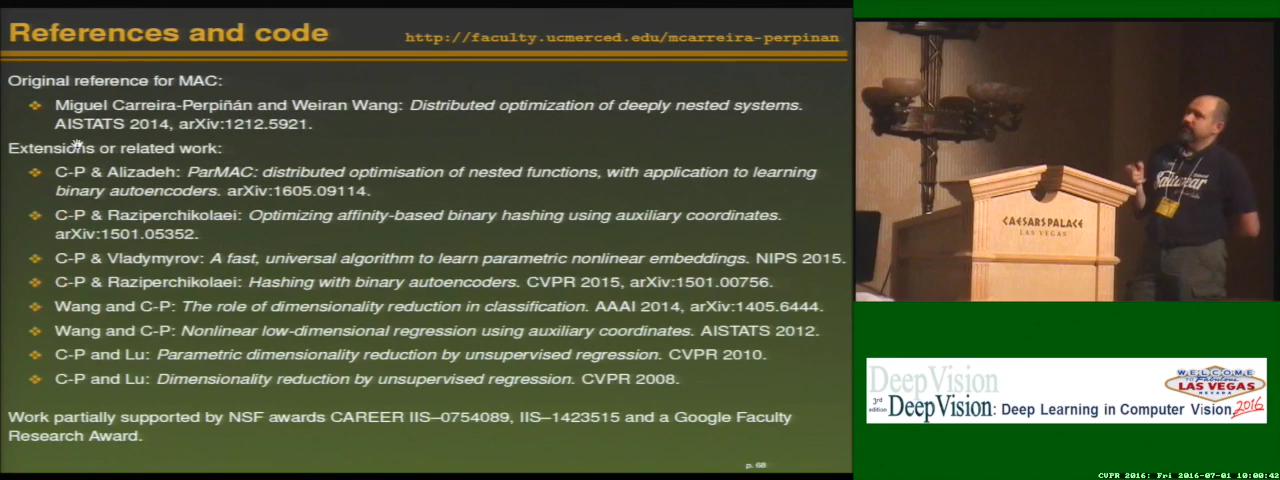 References and code
http://faculty.ucmerced.edu/mcarreira-perpinan
Original reference for MAC:
❖ Miguel Carreira-Perpiñán and Weiran Wang: Distributed optimization of deeply nested systems.
AISTATS 2014, arXiv:1212.5921.
Extensions or related work:
❖ C-P & Alizadeh: ParMAC: distributed optimisation of nested functions, with application to learning
binary autoencoders. arXiv:1605.09114.
❖ C-P & Raziperchikolaei: Optimizing affinity-based binary hashing using auxiliary coordinates.
arXiv:1501.05352.
❖ C-P & Vladymyrov: A fast, universal algorithm to learn parametric nonlinear embeddings. NIPS 2015.
❖ C-P & Raziperchikolaei: Hashing with binary autoencoders. CVPR 2015, arXiv:1501.00756.
❖ Wang and C-P: The role of dimensionality reduction in classification. AAAI 2014, arXiv:1405.6444.
❖ Wang and C-P: Nonlinear low-dimensional regression using auxiliary coordinates. AISTATS 2012.
❖ C-P and Lu: Parametric dimensionality reduction by unsupervised regression. CVPR 2010.
❖ C-P and Lu: Dimensionality reduction by unsupervised regression. CVPR 2008.
Work partially supported by NSF awards CAREER IIS–0754089, IIS–1423515 and a Google Faculty
Research Award.
p. 68
CAESARS PALACE
LAS VEGAS
DeepVision
3rd
edition
DeepVision: Deep Learning in Computer Vision 2016
WELCOME
TO Fabulous
LAS VEGAS
NEVADA
CVPR 2016: Fri 2016-07-01 10:00:42